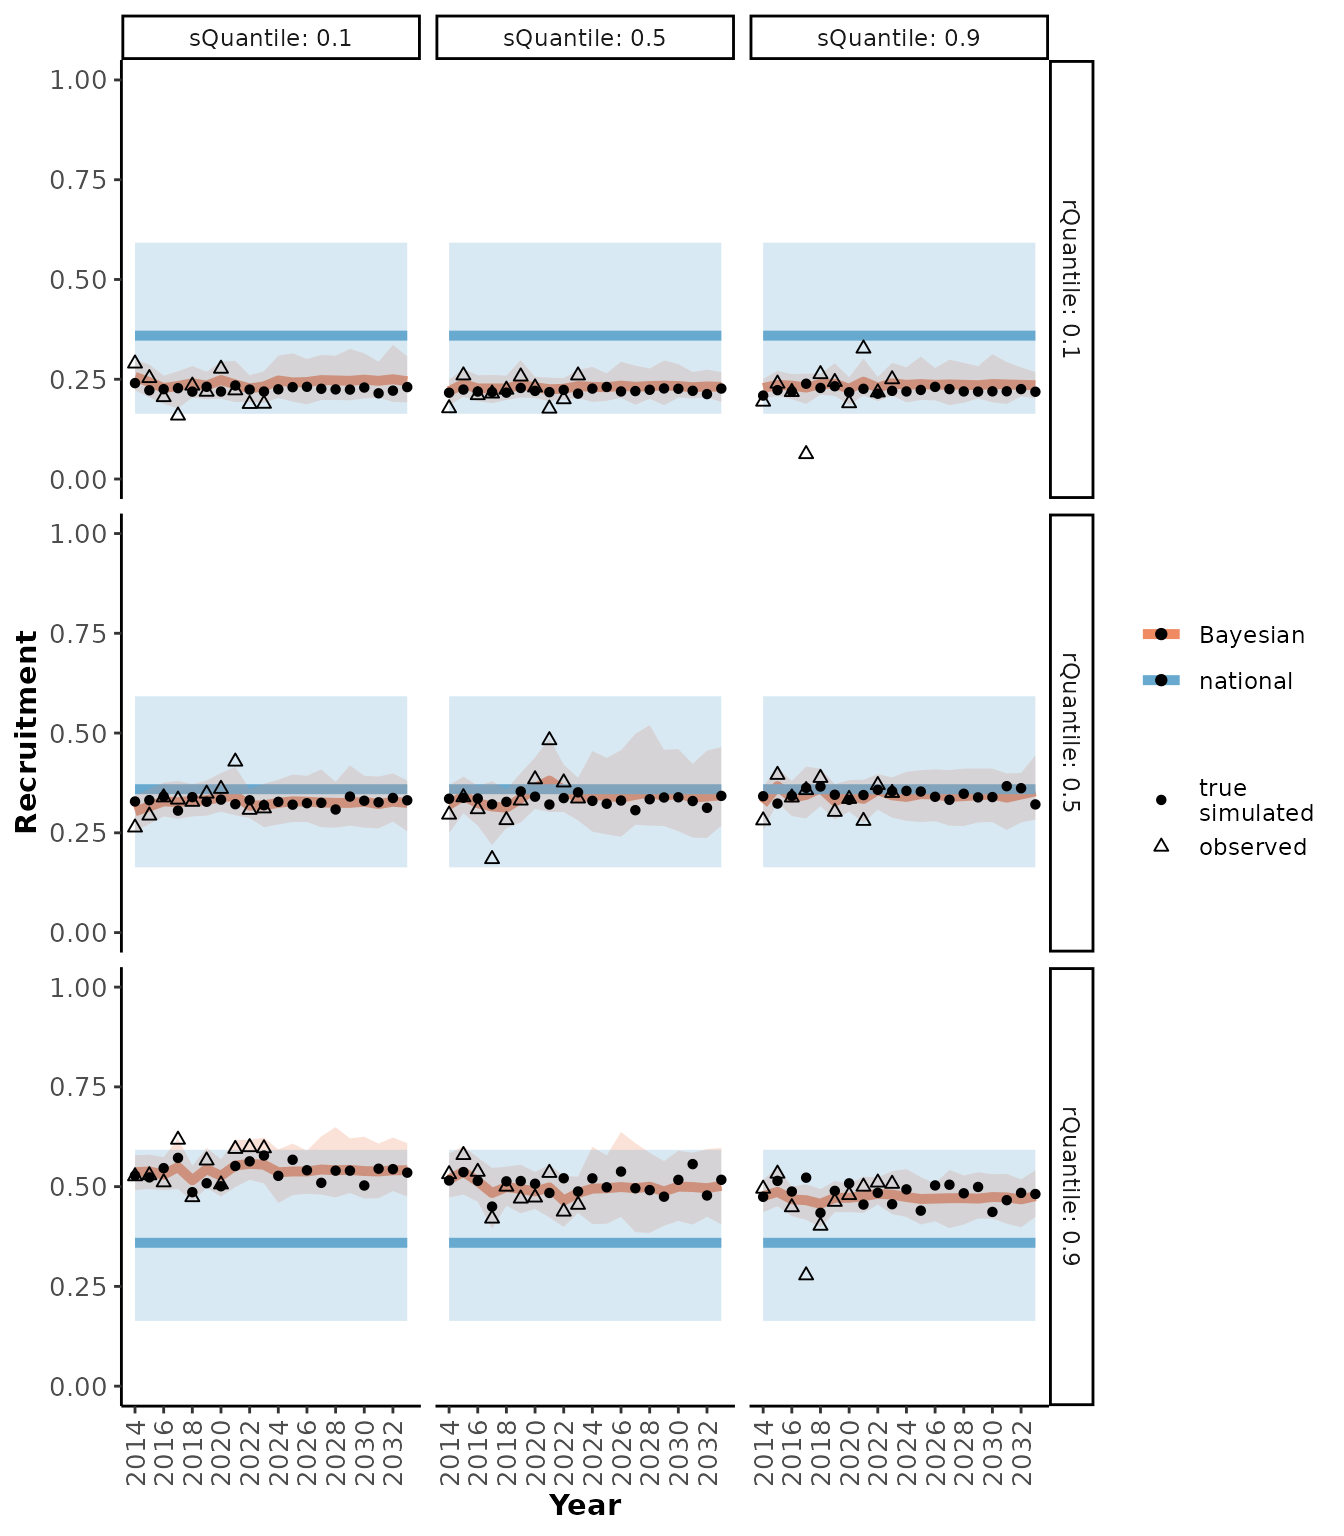 sQuantile: 0.1
sQuantile: 0.5
sQuantile: 0.9
1.00
0.75
0.50
0.25
0.00
rQuantile: 0.1
1.00
0.75
0.50
0.25
0.00
rQuantile: 0.5
1.00
0.75
0.50
0.25
0.00
rQuantile: 0.9
Recruitment
2014 2016 2018 2020 2022 2024 2026 2028 2030 2032
2014 2016 2018 2020 2022 2024 2026 2028 2030 2032
2014 2016 2018 2020 2022 2024 2026 2028 2030 2032
Year
Bayesian
national
true
simulated
observed